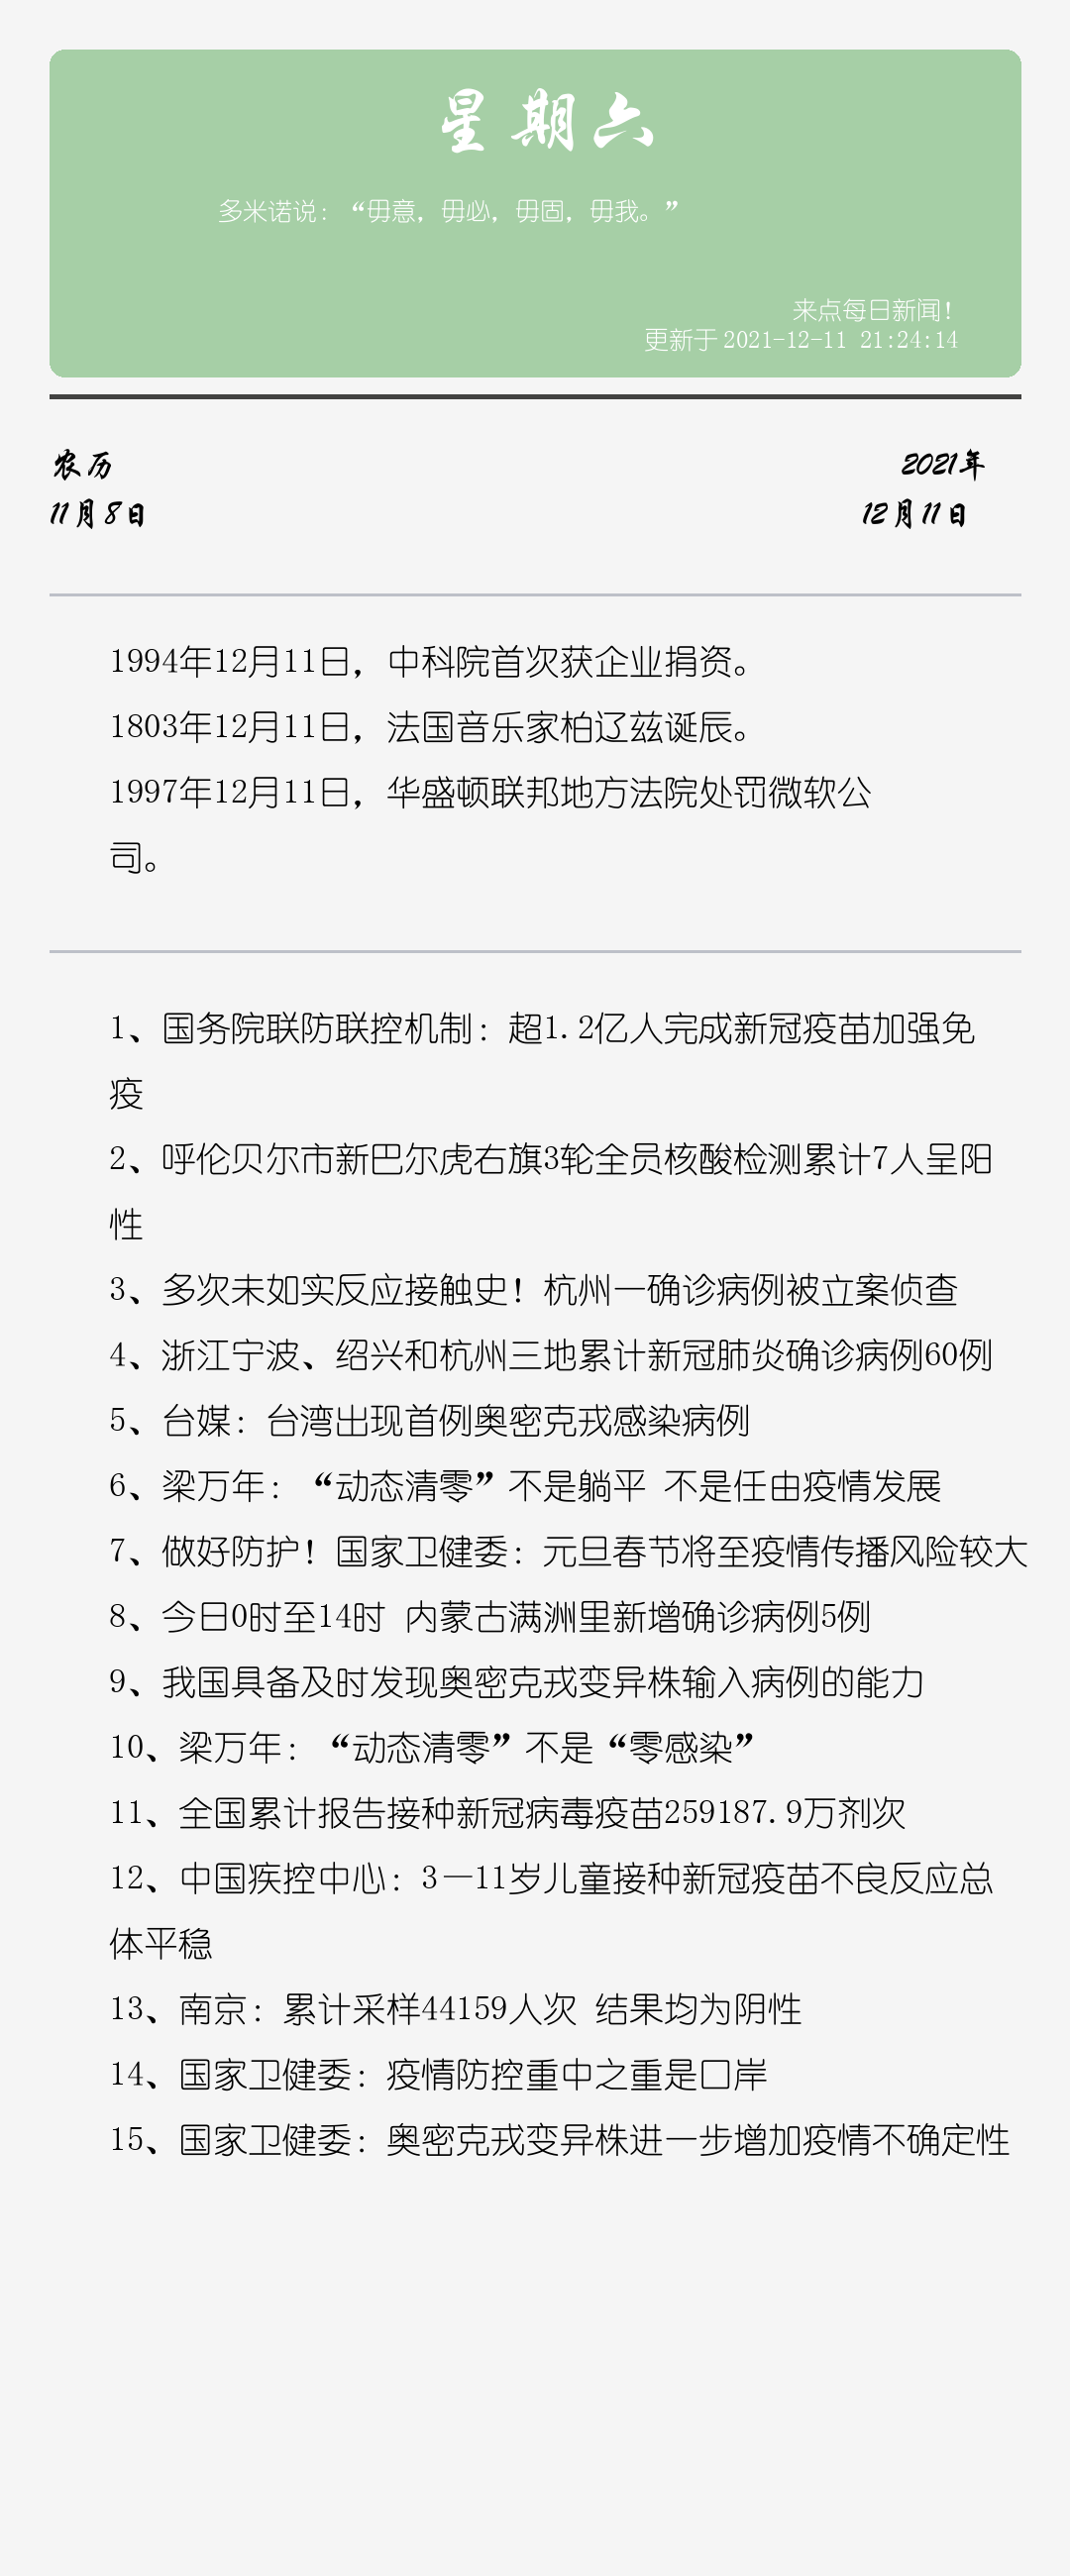 星期六
多米诺说：“毋意，毋必，毋固，毋我。”
来点每日新闻！
更新于2021-12-11 21:24:14
农历
2021年
11月8日
12月11日
1994年12月11日，中科院首次获企业捐资。
1803年12月11日，法国音乐家柏辽兹诞辰。
1997年12月11日，华盛顿联邦地方法院处罚微软公
司。
1、国务院联防联控机制：超1.2亿人完成新冠疫苗加强免
疫
2、呼伦贝尔市新巴尔虎右旗3轮全员核酸检测累计7人呈阳
性
3、多次未如实反应接触史！杭州一确诊病例被立案侦查
4、浙江宁波、绍兴和杭州三地累计新冠肺炎确诊病例60例
5、台媒：台湾出现首例奥密克戎感染病例
6、梁万年：“动态清零”不是躺平 不是任由疫情发展
7、做好防护！国家卫健委：元旦春节将至疫情传播风险较大
8、今日0时至14时 内蒙古满洲里新增确诊病例5例
9、我国具备及时发现奥密克戎变异株输入病例的能力
10、梁万年：“动态清零”不是“零感染”
11、全国累计报告接种新冠病毒疫苗259187.9万剂次
12、中国疾控中心：3—11岁儿童接种新冠疫苗不良反应总
体平稳
13、南京：累计采样44159人次 结果均为阴性
14、国家卫健委：疫情防控重中之重是口岸
15、国家卫健委：奥密克戎变异株进一步增加疫情不确定性